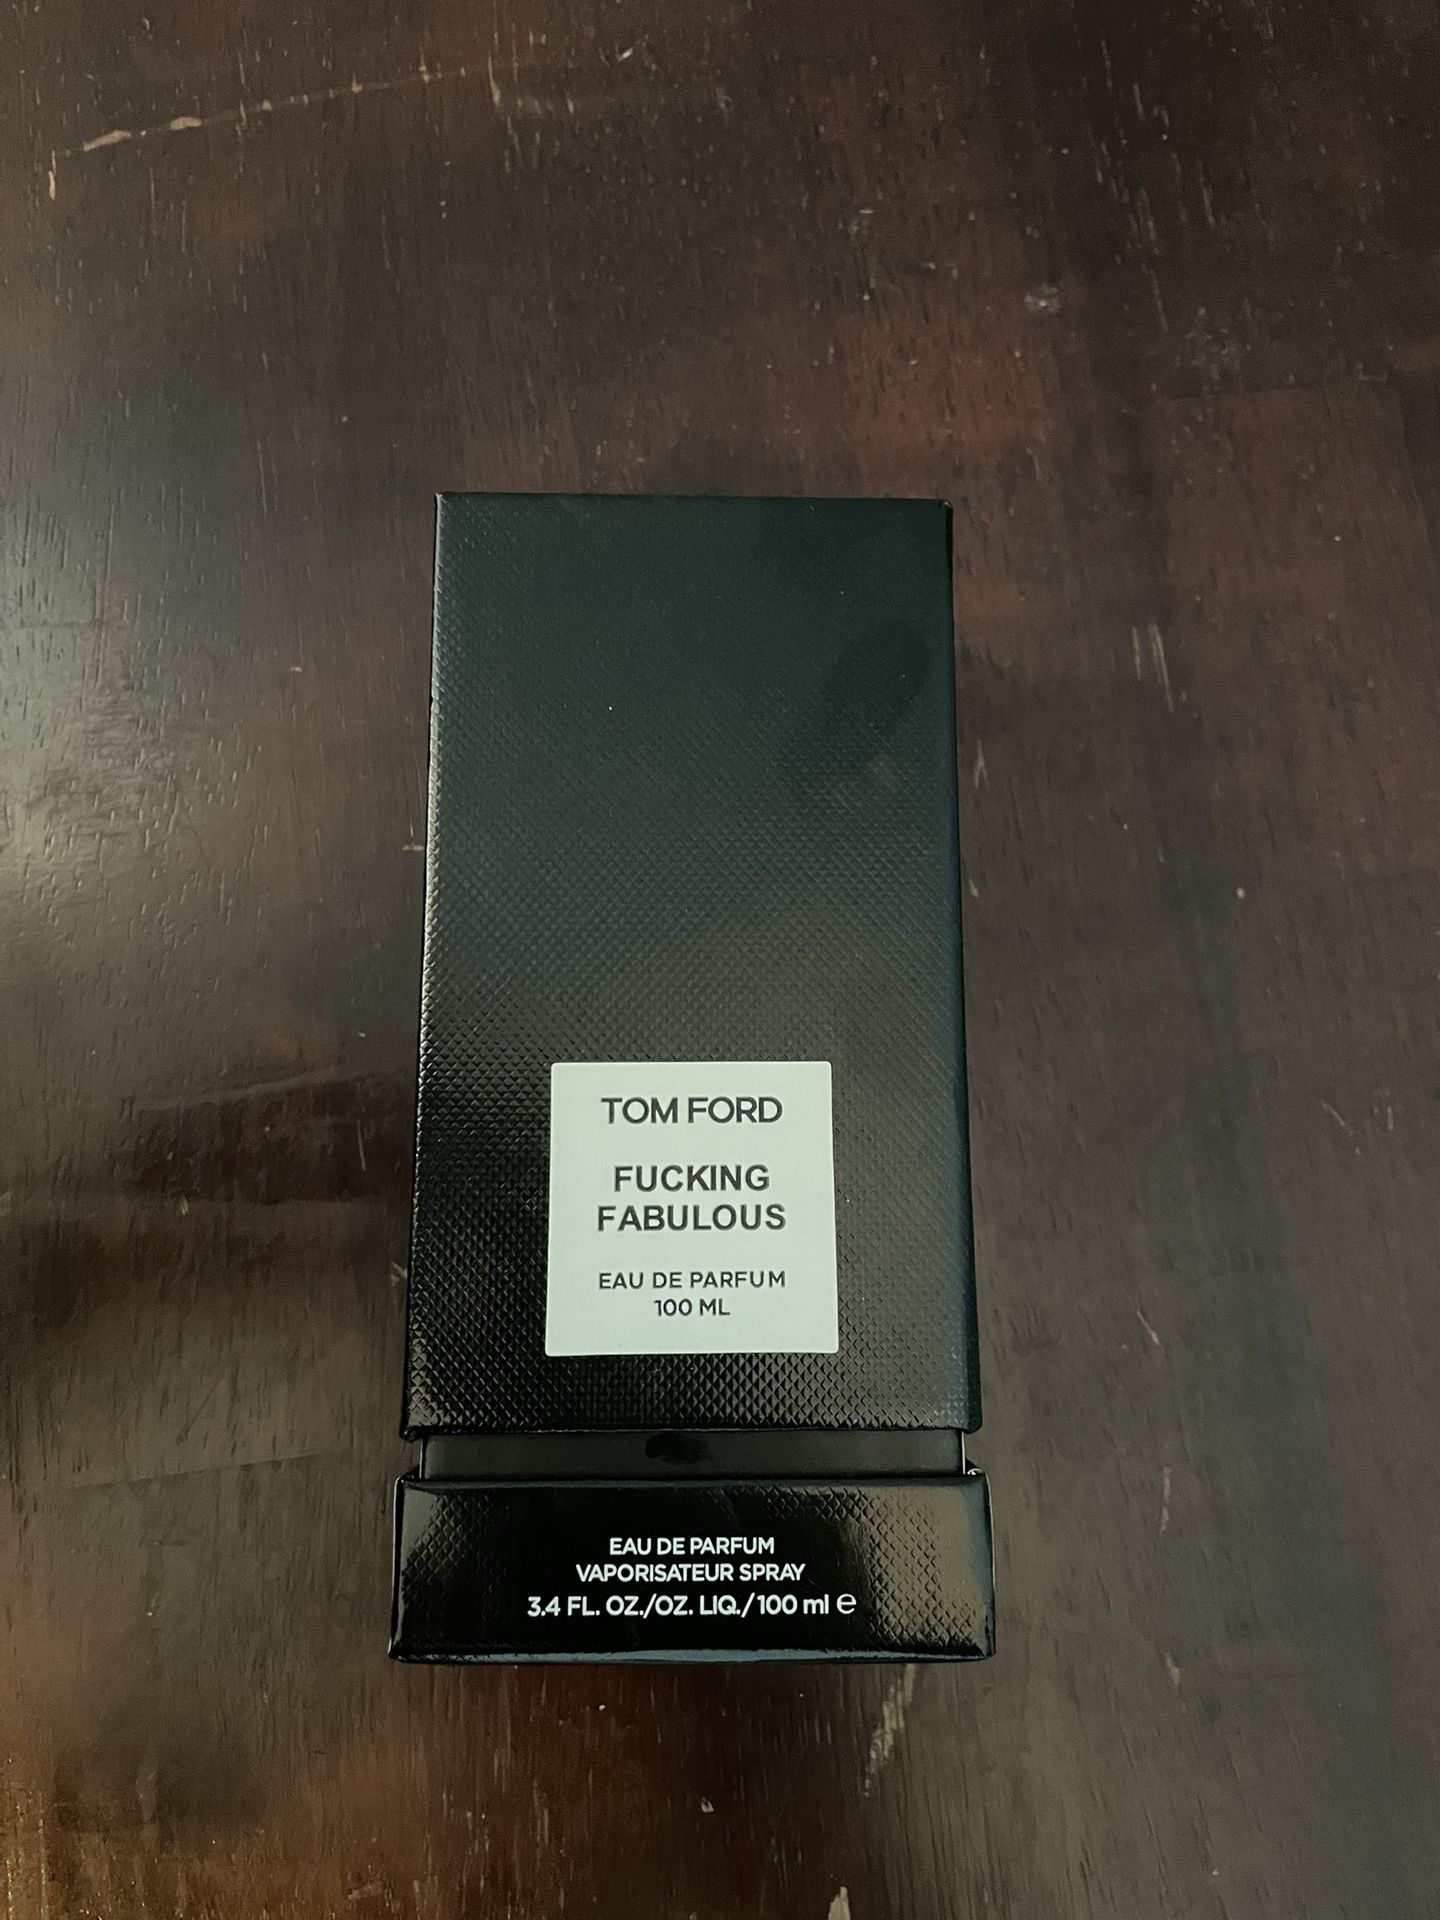 TOM FORD
FUCKING
FABULOUS
EAU DE PARFUM
100 ML
EAU DE PARFUM
VAPORISATEUR SPRAY
3.4 FL. OZ./OZ. LIQ./100 ml ℮